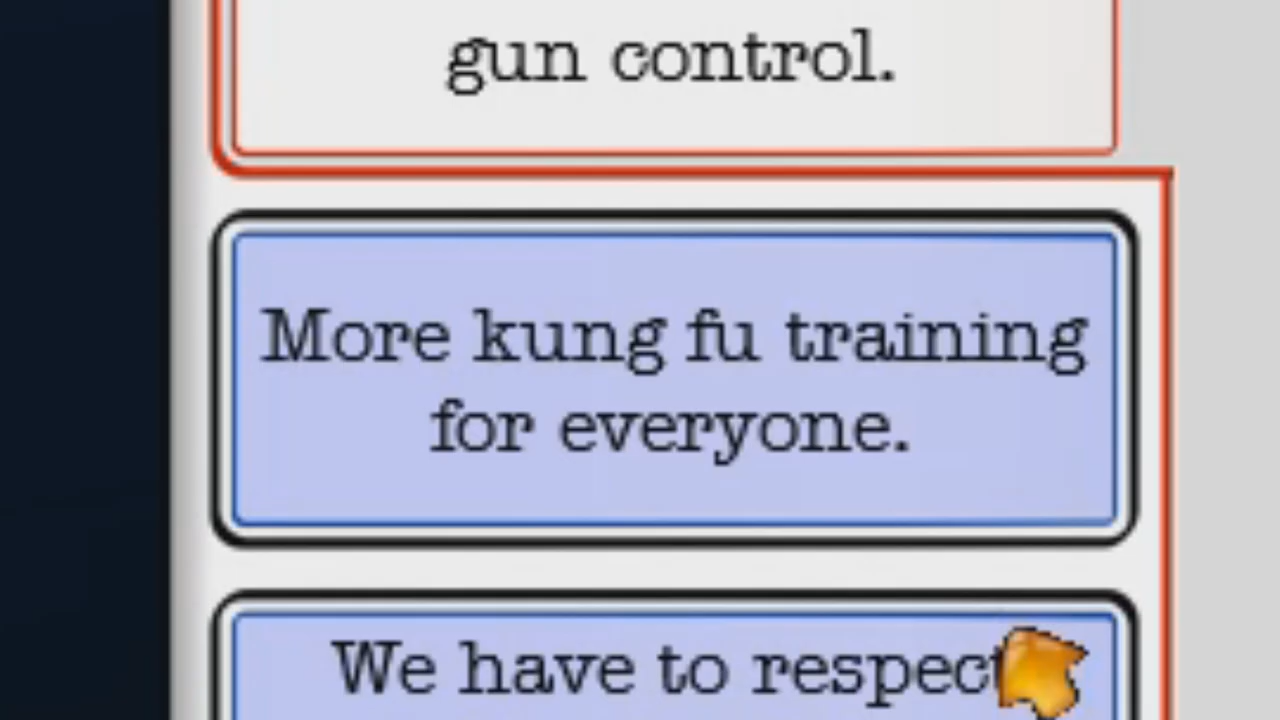 gun control.
More kung fu training
for everyone.
We have to respect